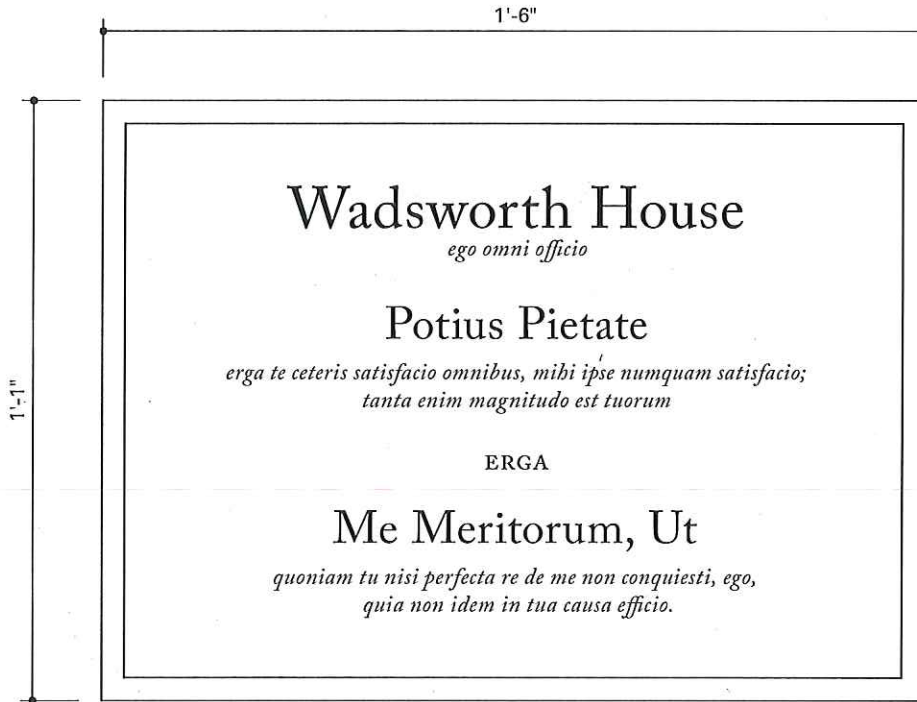 1'-6"
1'-1"
Wadsworth House
ego omni officio
Potius Pietate
erga te ceteris satisfacio omnibus, mihi ipse numquam satisfacio;
tanta enim magnitudo est tuorum
ERGA
Me Meritorum, Ut
quoniam tu nisi perfecta re de me non conquiesti, ego,
quia non idem in tua causa efficio.